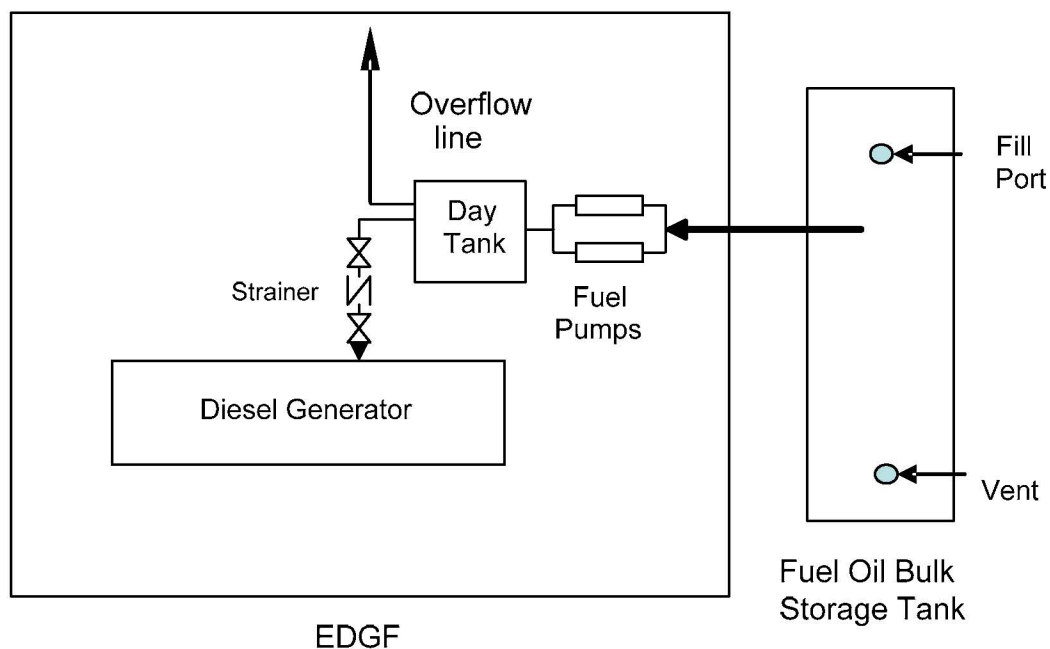 Overflow
line
Fill
Port
Day
Tank
Strainer
Fuel
Pumps
Diesel Generator
Vent
Fuel Oil Bulk
Storage Tank
EDGF